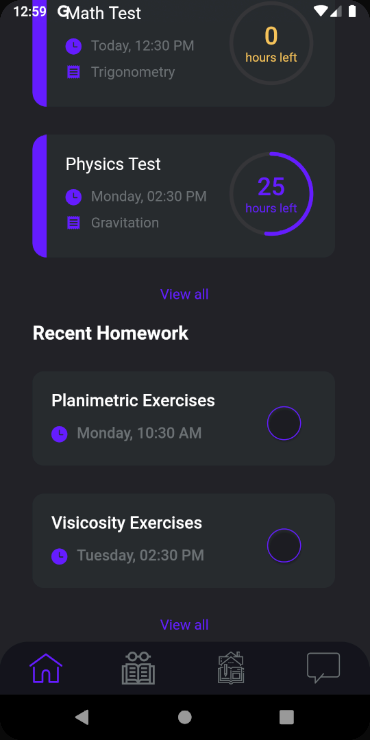 12:59 G
Math Test
0
Today, 12:30 PM
hours left
Trigonometry
Physics Test
25
Monday, 02:30 PM
hours left
Gravitation
View all
Recent Homework
Planimetric Exercises
Monday, 10:30 AM
Visicosity Exercises
Tuesday, 02:30 PM
View all